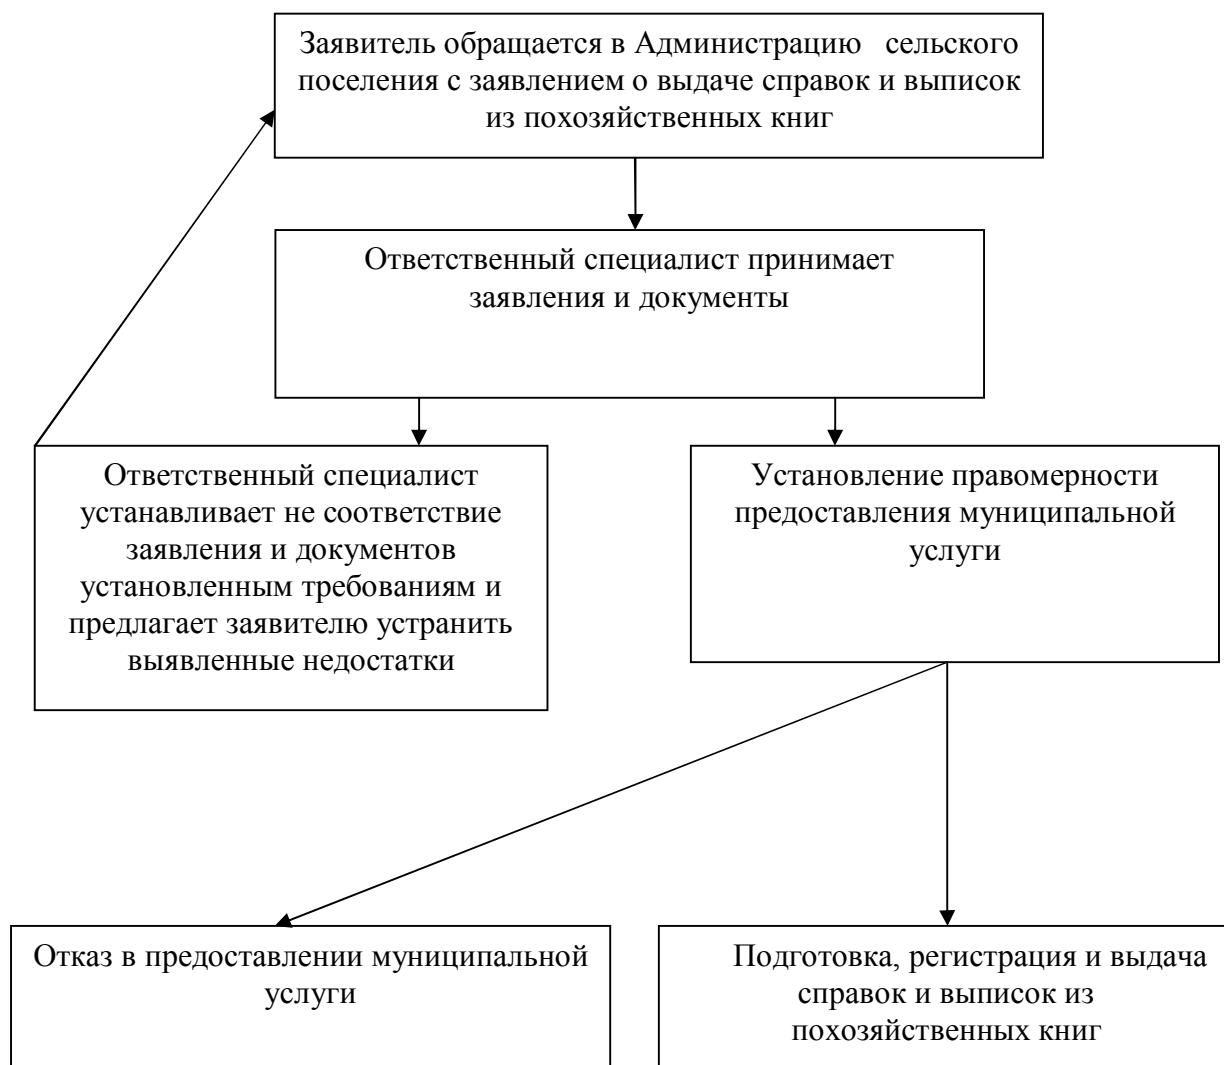 Заявитель обращается в Администрацию сельского
поселения с заявлением о выдаче справок и выписок
из похозяйственных книг
Ответственный специалист принимает
заявления и документы
Ответственный специалист
устанавливает не соответствие
заявления и документов
установленным требованиям и
предлагает заявителю устранить
выявленные недостатки
Установление правомерности
предоставления муниципальной
услуги
Отказ в предоставлении муниципальной
услуги
Подготовка, регистрация и выдача
справок и выписок из
похозяйственных книг